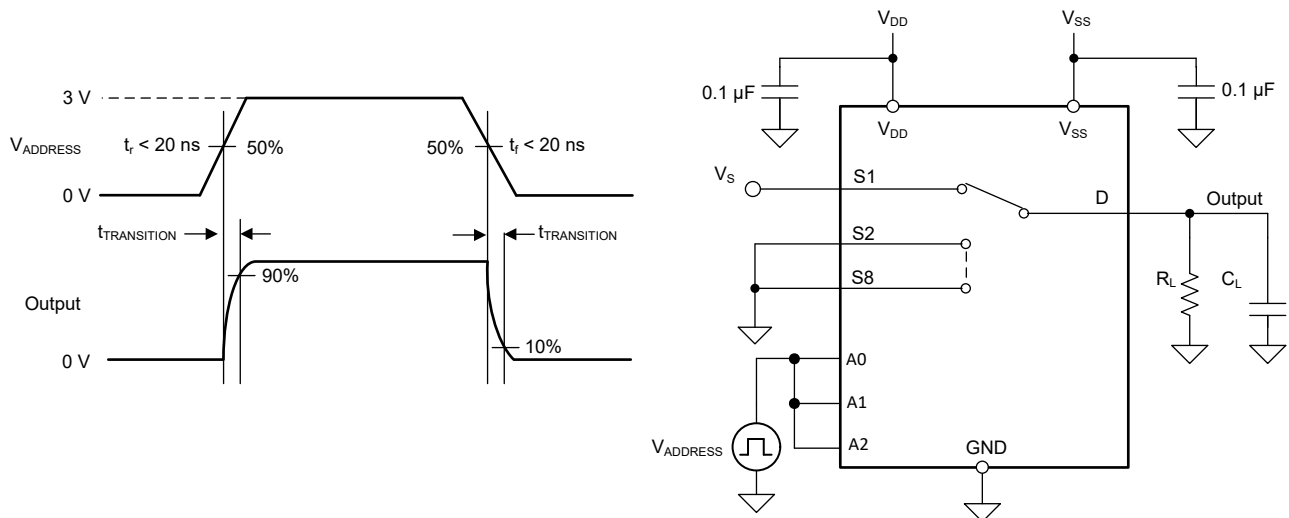 3 V
V_ADDRESS
t_r < 20 ns
50%
50%
t_f < 20 ns
0 V
t_TRANSITION
t_TRANSITION
90%
Output
0 V
10%
V_DD
V_SS
0.1 µF
0.1 µF
V_DD
V_SS
V_S
S1
D
Output
S2
S8
R_L
C_L
A0
A1
A2
V_ADDRESS
GND